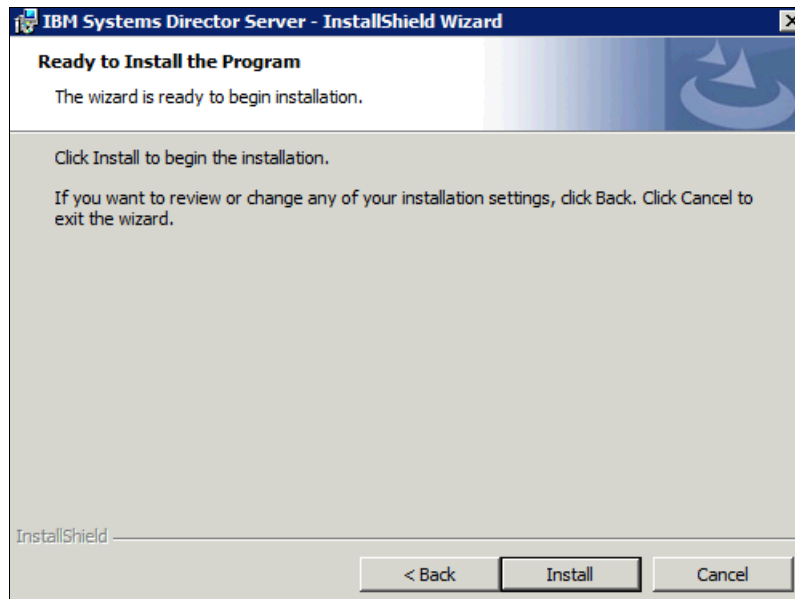 IBM Systems Director Server - InstallShield Wizard
Ready to Install the Program
The wizard is ready to begin installation.
Click Install to begin the installation.
If you want to review or change any of your installation settings, click Back. Click Cancel to
exit the wizard.
InstallShield
< Back Install Cancel